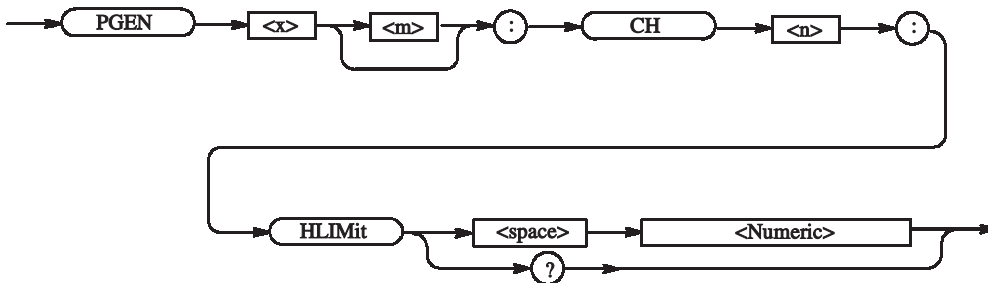 PGEN <x> <m> : CH <n> :
HLIMit <space> <Numeric>
?